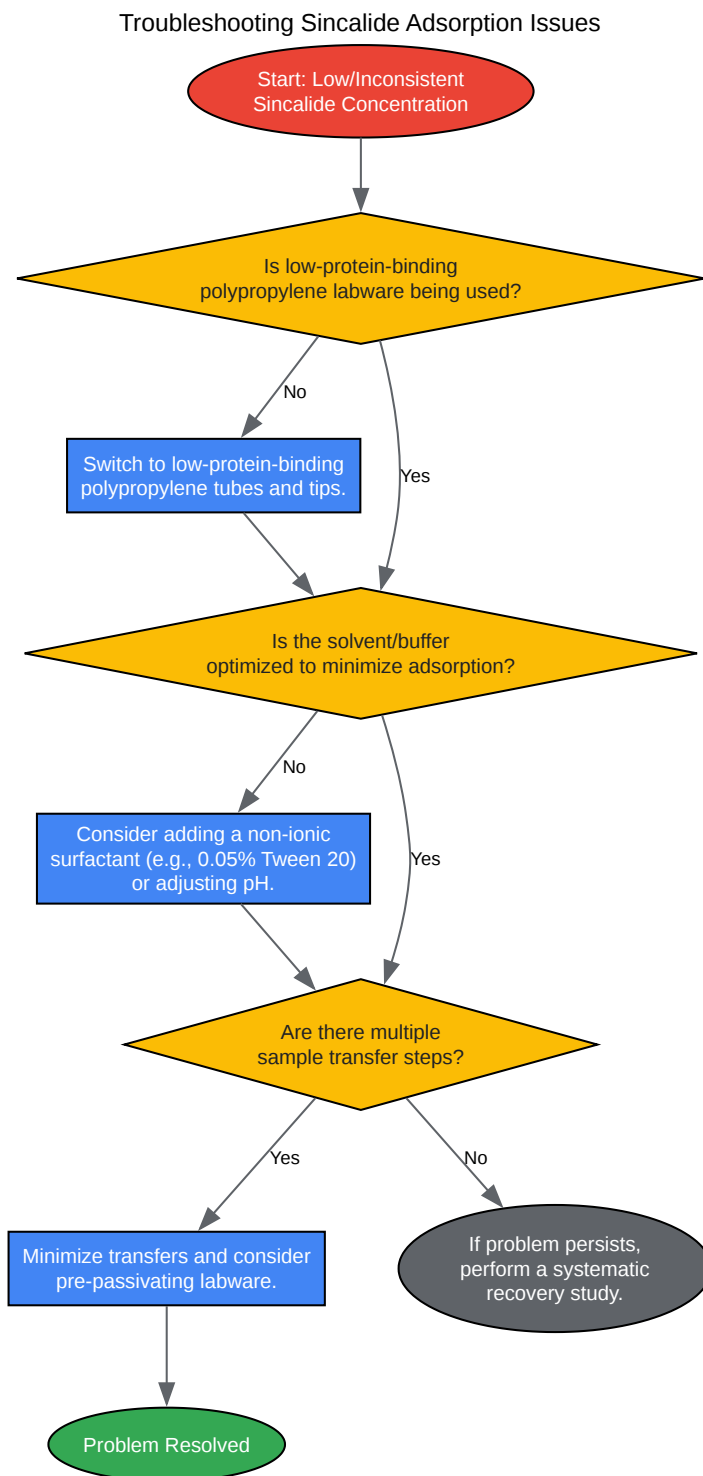 Troubleshooting Sincalide Adsorption Issues
Start: Low/Inconsistent
Sincalide Concentration
Is low-protein-binding
polypropylene labware being used?
No
Switch to low-protein-binding
polypropylene tubes and tips.
Yes
Is the solvent/buffer
optimized to minimize adsorption?
No
Consider adding a non-ionic
surfactant (e.g., 0.05% Tween 20)
or adjusting pH.
Yes
Are there multiple
sample transfer steps?
Yes
No
Minimize transfers and consider
pre-passivating labware.
If problem persists,
perform a systematic
recovery study.
Problem Resolved